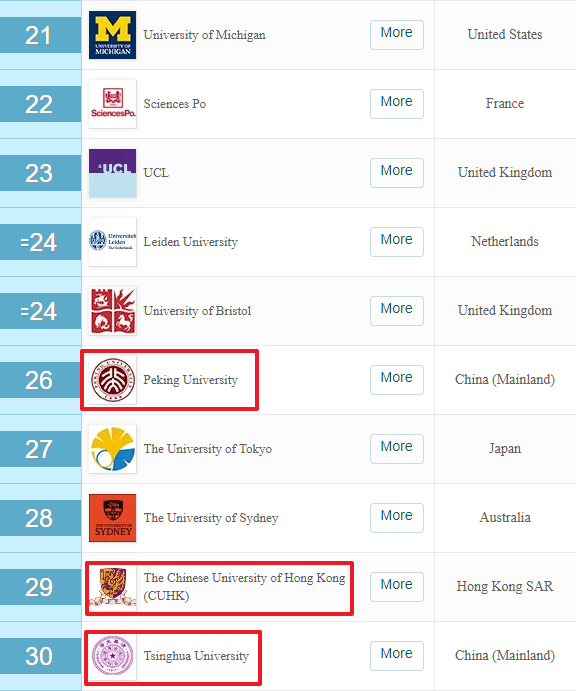 21
M
UNIVERSITY OF
MICHIGAN
University of Michigan
More
United States
22
SciencesPo.
Sciences Po
More
France
23
UCL
UCL
More
United Kingdom
=24
Universiteit
Leiden
The Netherlands
Leiden University
More
Netherlands
=24
University of Bristol
More
United Kingdom
26
PEKING UNIVERSITY
Peking University
More
China (Mainland)
27
The University of Tokyo
More
Japan
28
THE UNIVERSITY OF
SYDNEY
The University of Sydney
More
Australia
29
The Chinese University of Hong Kong
(CUHK)
More
Hong Kong SAR
30
Tsinghua University
More
China (Mainland)